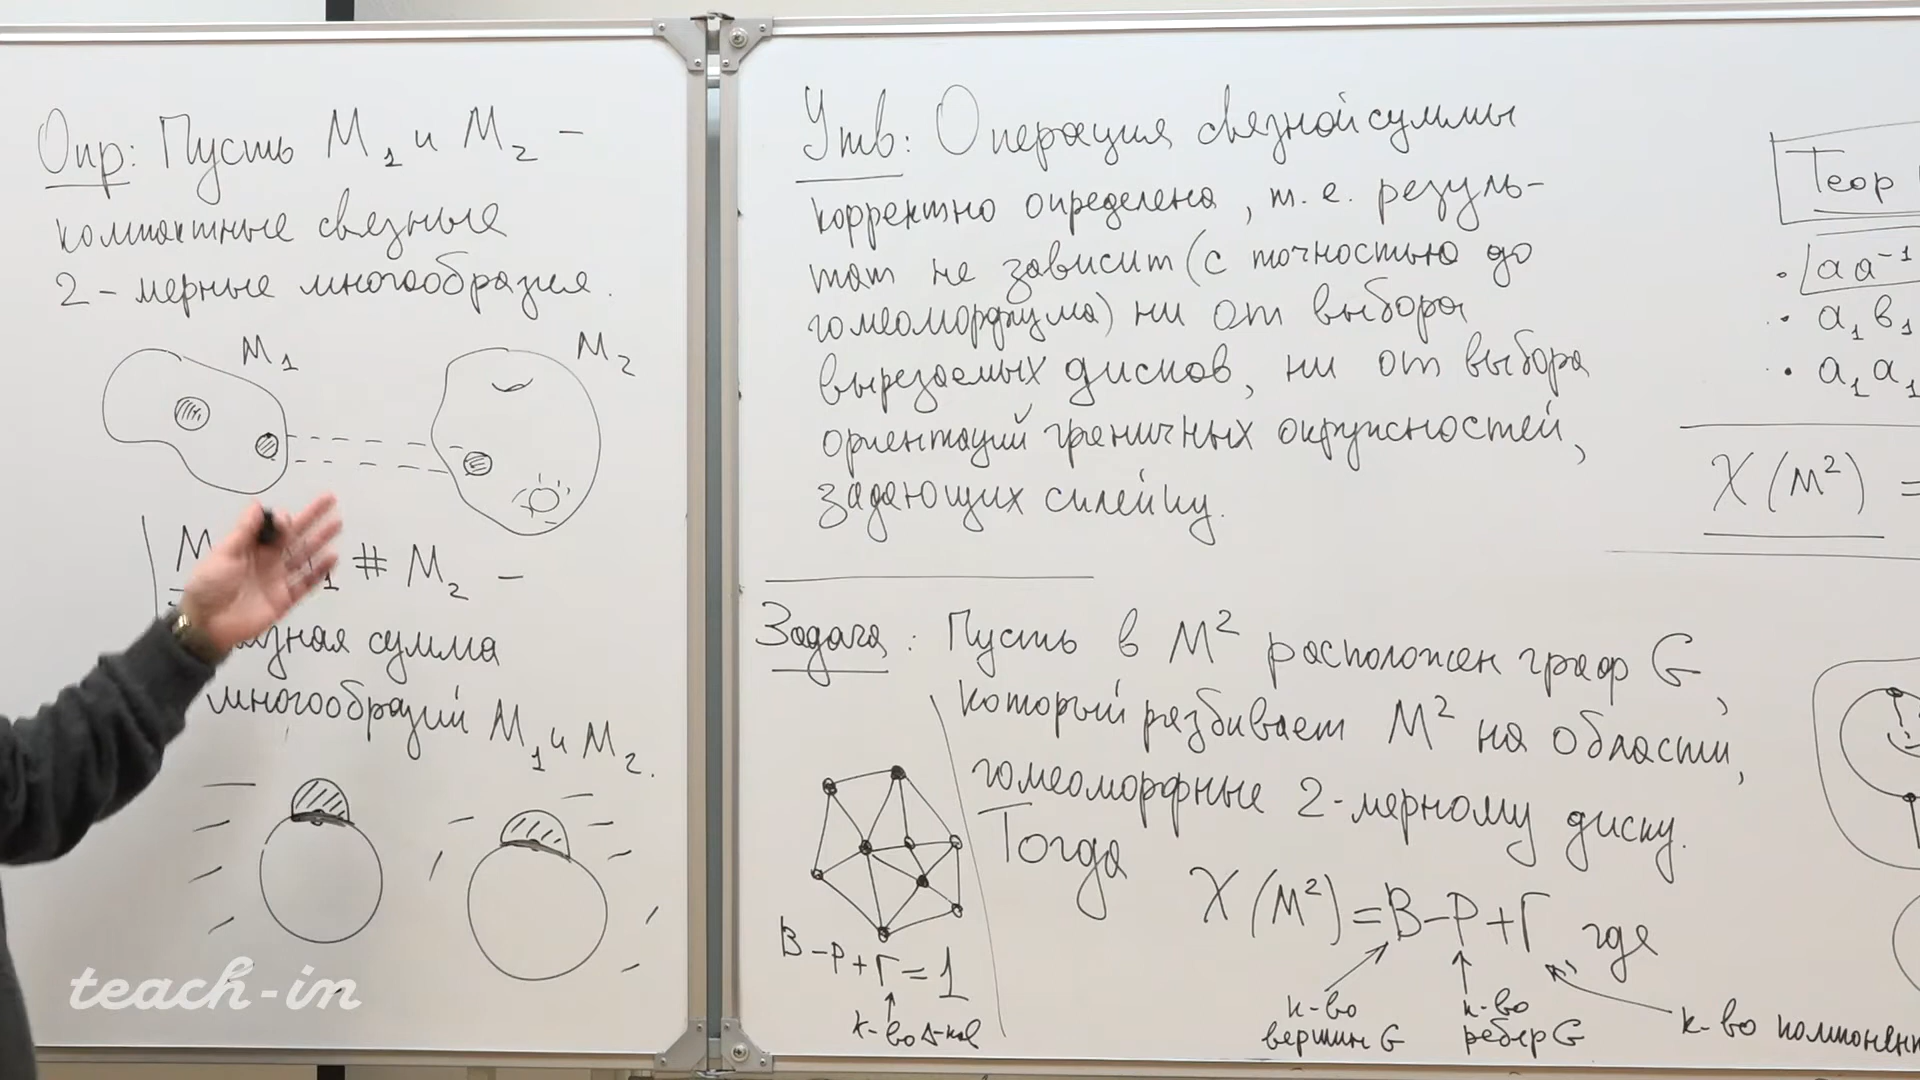 Опр: Пусть M₁ и M₂ –
компактные связные
2-мерные многообразия.
M₁
M₂
M₁ # M₂ –
сумма
многообразий M₁ и M₂.
Утв: Операция связной суммы
корректно определена, т.е. резуль-
тат не зависит (с точностью до
гомеоморфизма) ни от выбора
вырезаемых дисков, ни от выбора
ориентаций граничных окружностей,
задающих склейку.
Задача: Пусть в M² расположен граф G,
который разбивает M² на области,
гомеоморфные 2-мерному диску.
Тогда
χ(M²) = В – Р + Г где
к-во вершин G
к-во ребер G
к-во
В – Р + Г = 1
к-во Δ-ков
Теор
• aa⁻¹
• a₁b₁
• a₁a₁
χ(M²) =
teach-in